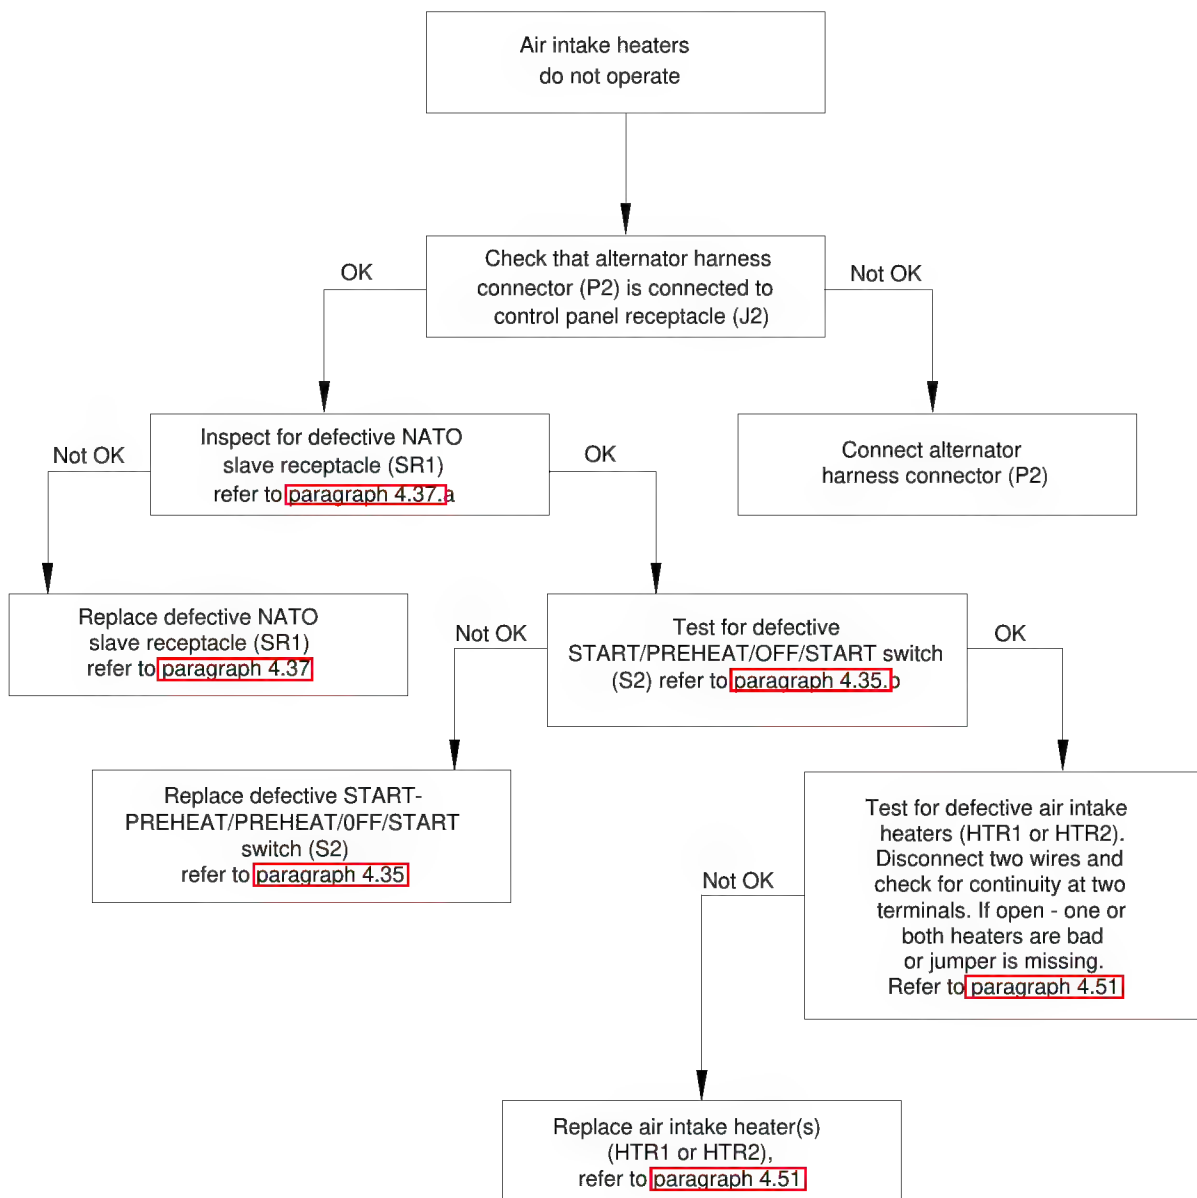 Air intake heaters
do not operate
Check that alternator harness
connector (P2) is connected to
control panel receptacle (J2)
OK
Not OK
Inspect for defective NATO
slave receptacle (SR1)
refer to paragraph 4.37.a
Connect alternator
harness connector (P2)
Not OK
OK
Replace defective NATO
slave receptacle (SR1)
refer to paragraph 4.37
Test for defective
START/PREHEAT/OFF/START switch
(S2) refer to paragraph 4.35.b
Not OK
OK
Replace defective START-
PREHEAT/PREHEAT/0FF/START
switch (S2)
refer to paragraph 4.35
Test for defective air intake
heaters (HTR1 or HTR2).
Disconnect two wires and
check for continuity at two
terminals. If open - one or
both heaters are bad
or jumper is missing.
Refer to paragraph 4.51
Not OK
Replace air intake heater(s)
(HTR1 or HTR2),
refer to paragraph 4.51